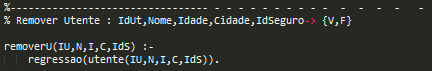 %--------------------------------- - - - - - - - - - -  -  -  -  -   -
% Remover Utente : IdUt,Nome,Idade,Cidade,IdSeguro-> {V,F}
removerU(IU,N,I,C,IdS) :-
    regressao(utente(IU,N,I,C,IdS)).